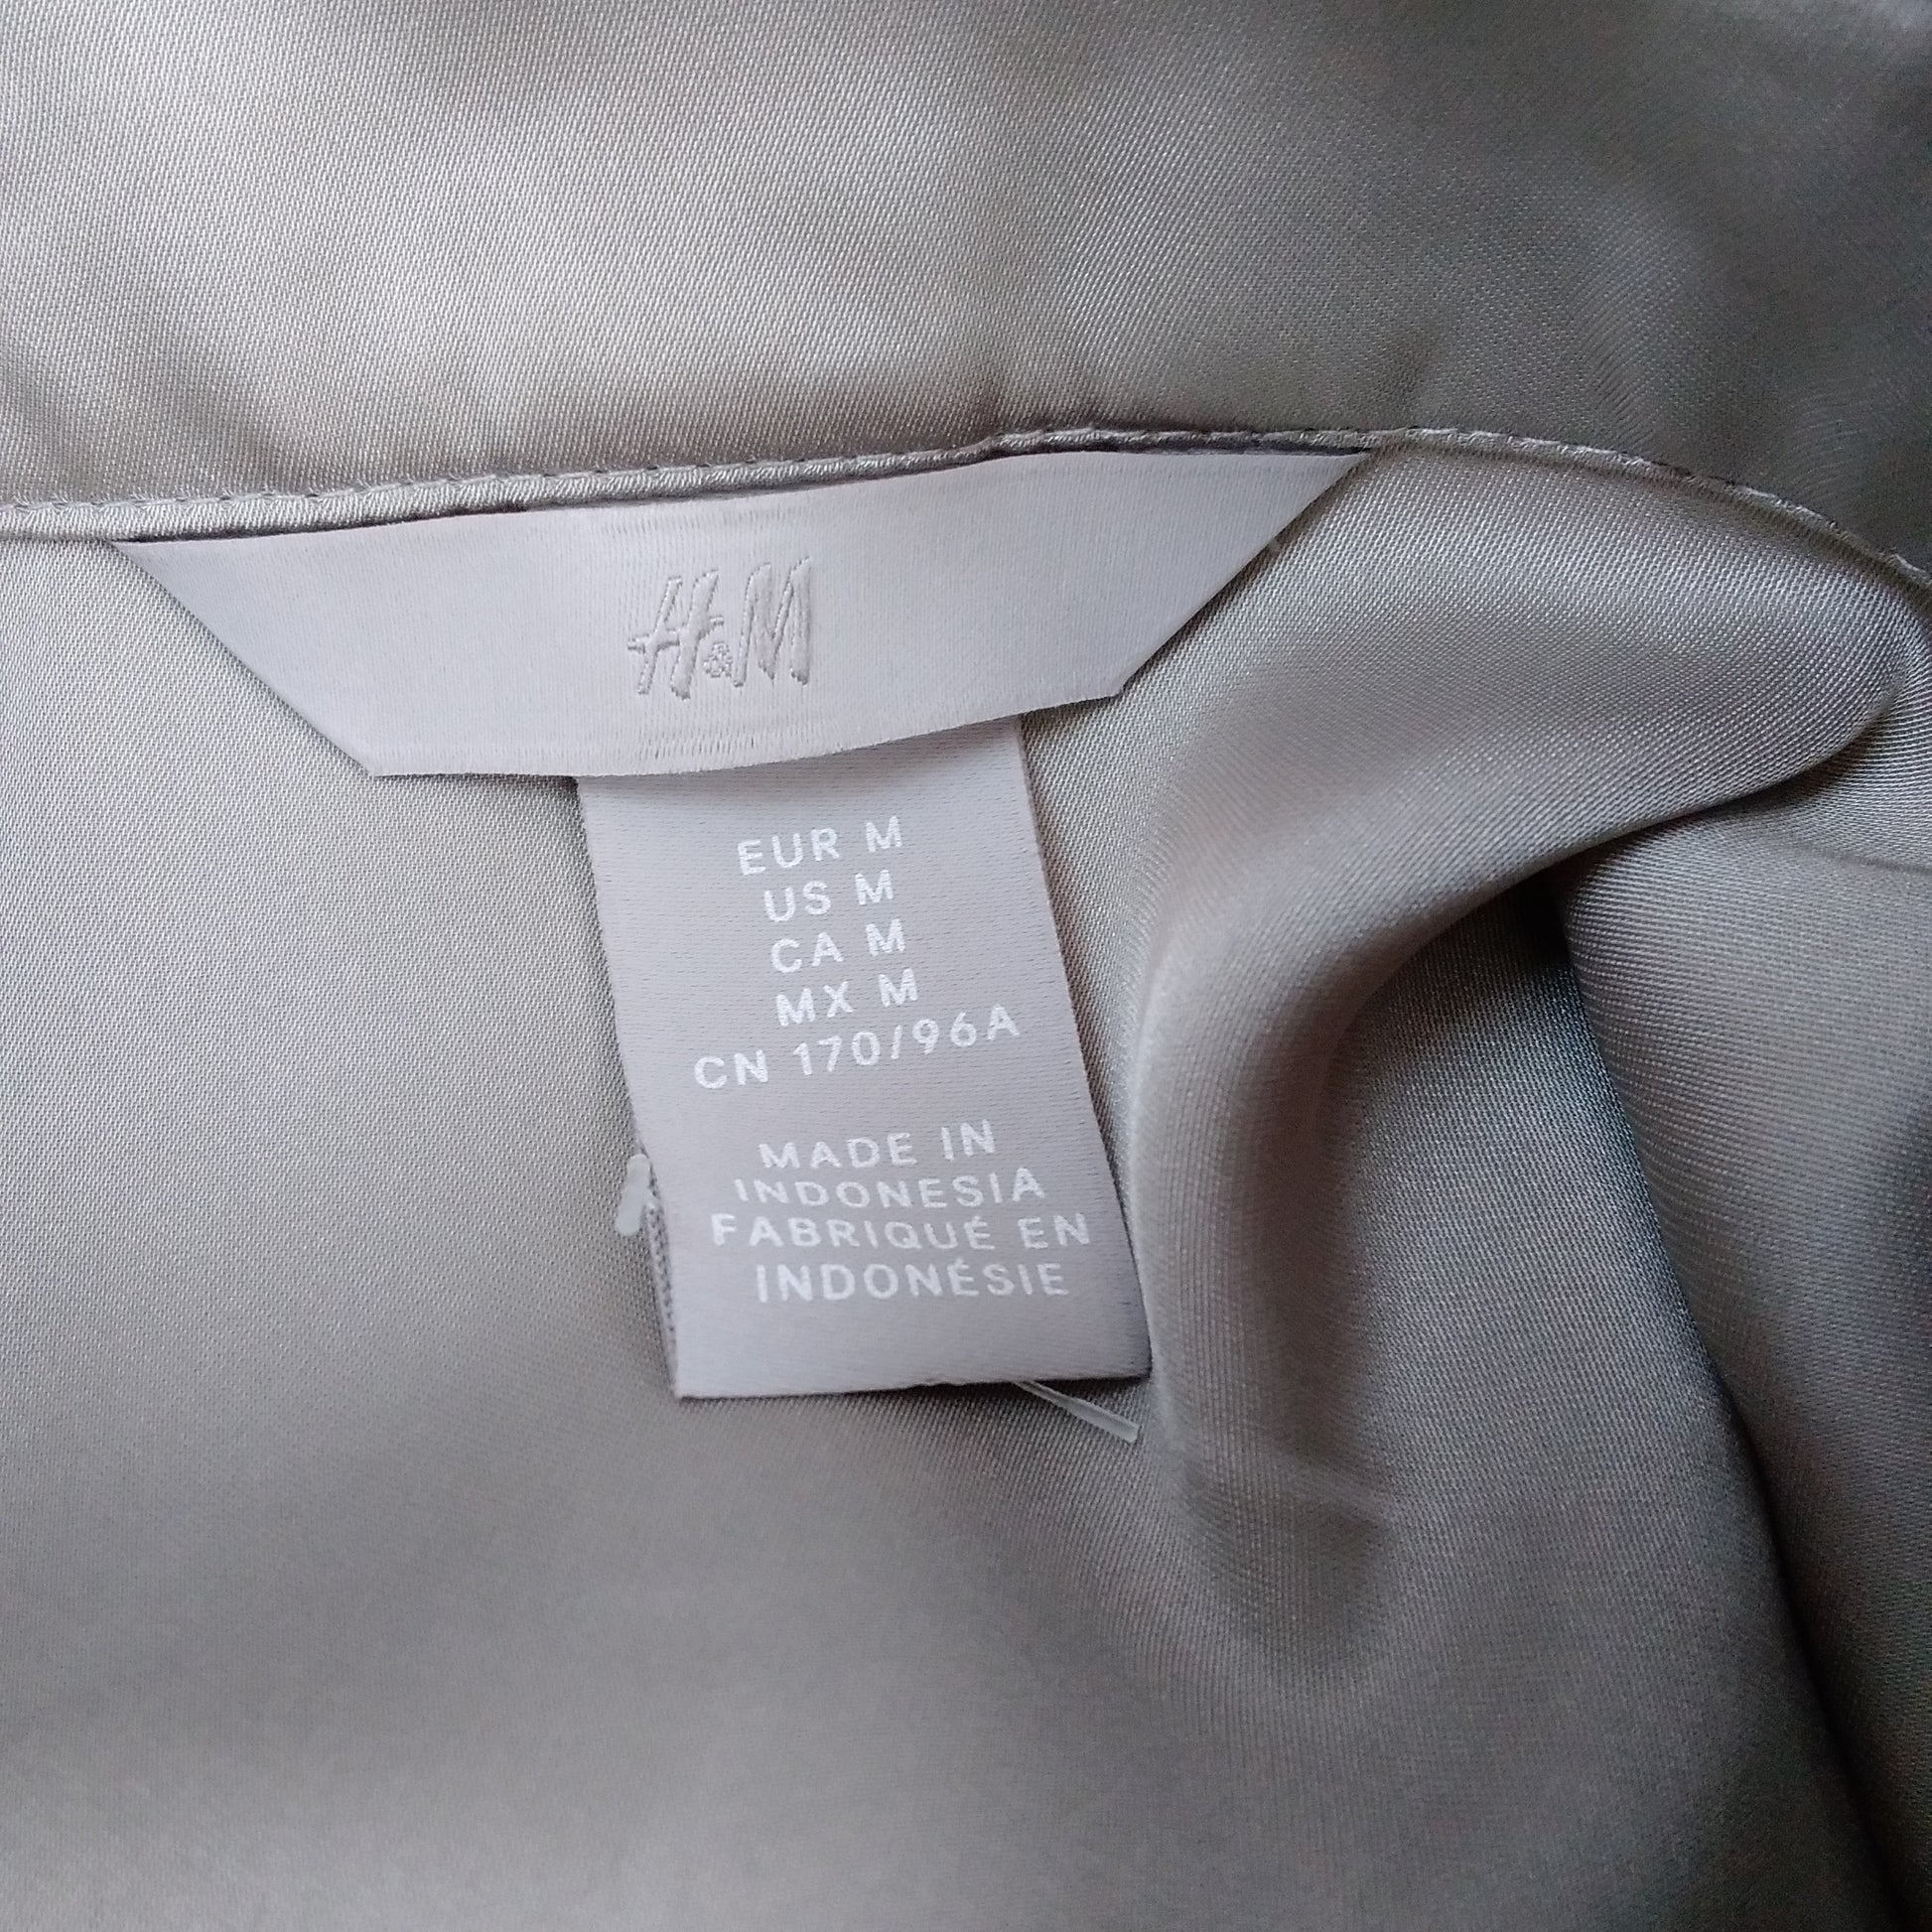 H&M
EUR M
US M
CA M
MX M
CN 170/96A
MADE IN
INDONESIA
FABRIQUÉ EN
INDONÉSIE